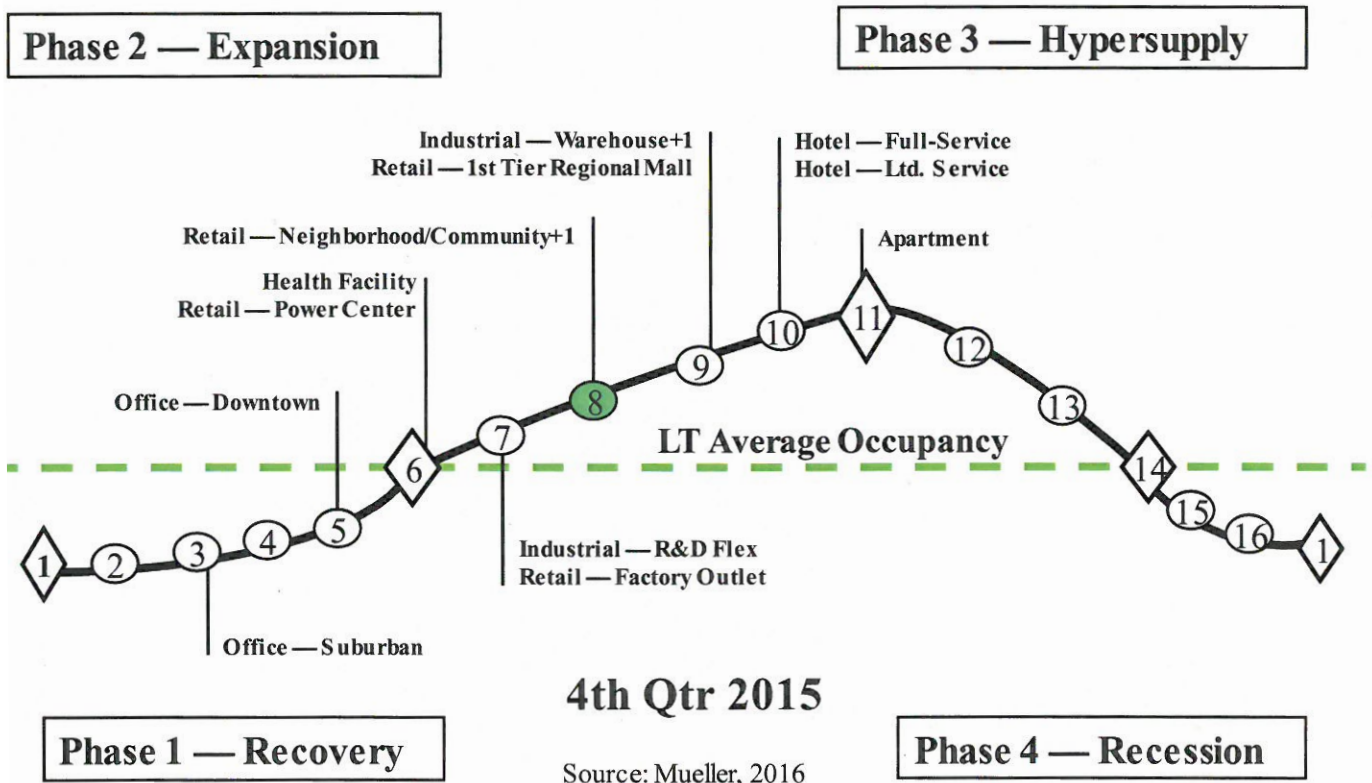 Phase 2 — Expansion
Phase 3 — Hypersupply
Industrial — Warehouse+1
Retail — 1st Tier Regional Mall
Hotel — Full-Service
Hotel — Ltd. Service
Retail — Neighborhood/Community+1
Apartment
Health Facility
Retail — Power Center
Office — Downtown
LT Average Occupancy
1
2
3
4
5
6
7
8
9
10
11
12
13
14
15
16
1
Industrial — R&D Flex
Retail — Factory Outlet
Office — Suburban
4th Qtr 2015
Phase 1 — Recovery
Phase 4 — Recession
Source: Mueller, 2016